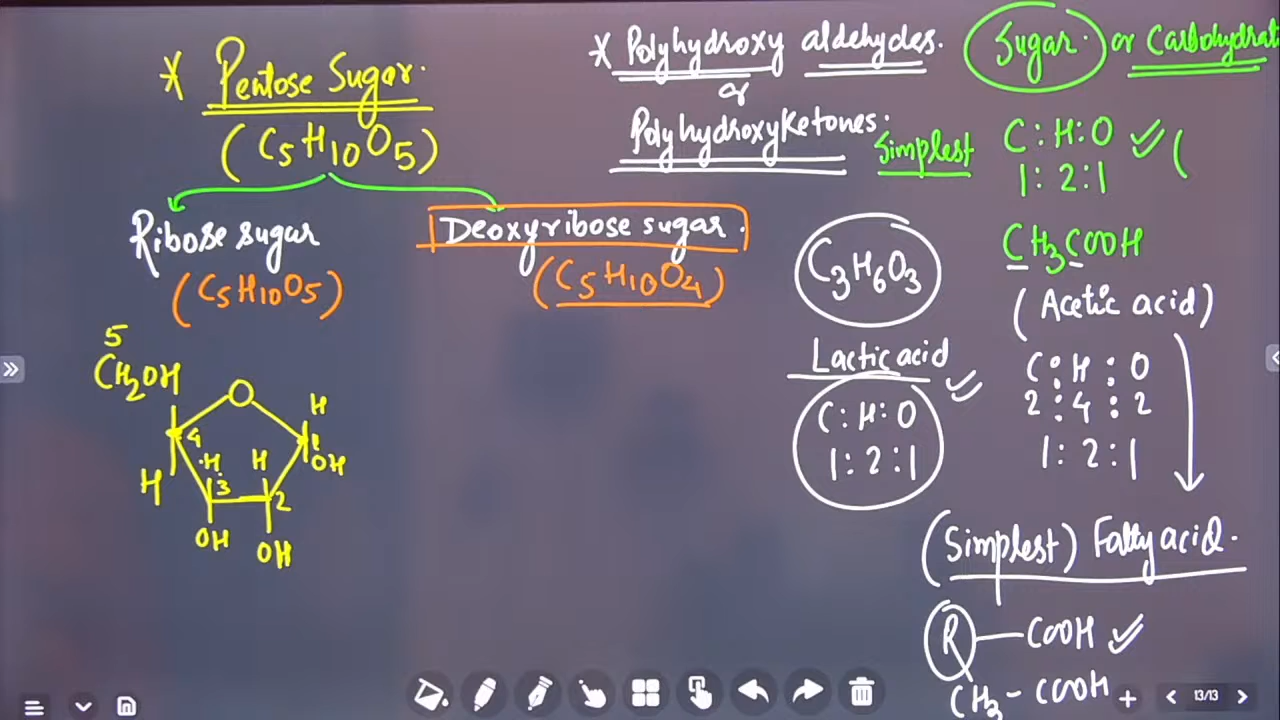 * Pentose Sugar.
(C5H10O5)
Ribose sugar
(C5H10O5)
Deoxyribose sugar.
(C5H10O4)
5
CH2OH
O
H
4
1
OH
H
H
H
3
2
OH
OH
* Polyhydroxy aldehydes.
or
Polyhydroxyketones:
Sugar. or Carbohydrat
Simplest
C : H : O
1 : 2 : 1
(
CH3COOH
(Acetic acid)
C : H : O
2 : 4 : 2
1 : 2 : 1
C3H6O3
Lactic acid
C : H : O
1 : 2 : 1
(Simplest) Fatty acid.
R — COOH
CH3 - COOH
13/13